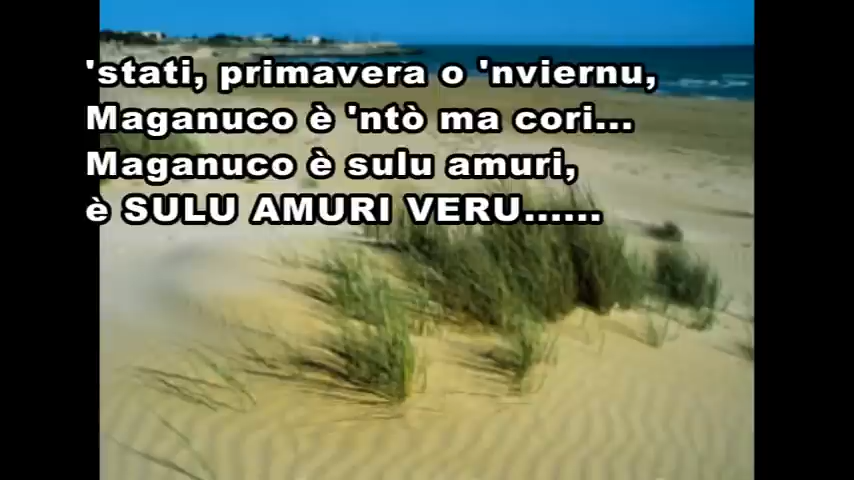 'stati, primavera o 'nviernu,
Maganuco è 'ntò ma cori...
Maganuco è sulu amuri,
è SULU AMURI VERU......